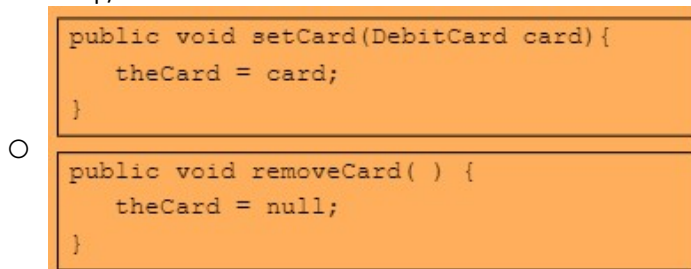 public void setCard(DebitCard card){
theCard = card;
}
public void removeCard( ) {
theCard = null;
}